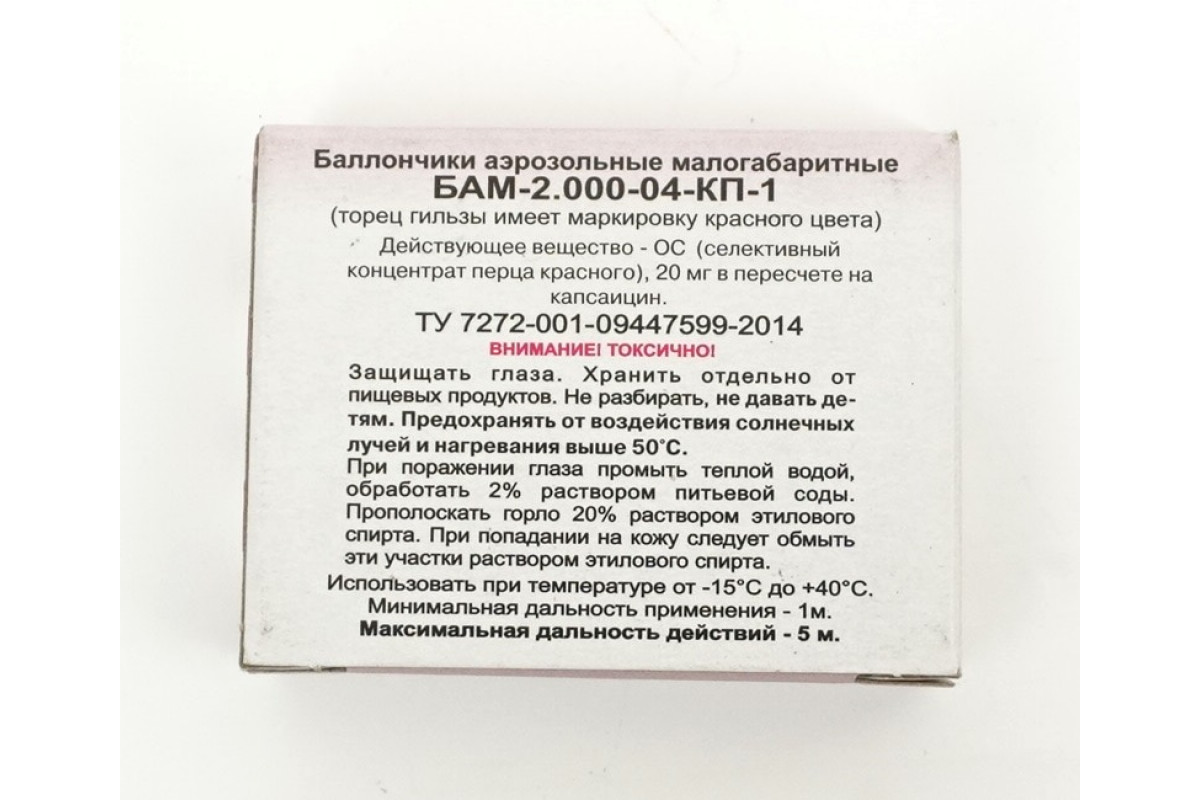 Баллончики аэрозольные малогабаритные
БАМ-2.000-04-КП-1
(торец гильзы имеет маркировку красного цвета)
Действующее вещество - ОС (селективный
концентрат перца красного), 20 мг в пересчете на
капсаицин.
ТУ 7272-001-09447599-2014
ВНИМАНИЕ! ТОКСИЧНО!
Защищать глаза. Хранить отдельно от
пищевых продуктов. Не разбирать, не давать де-
тям. Предохранять от воздействия солнечных
лучей и нагревания выше 50°С.
При поражении глаза промыть теплой водой,
обработать 2% раствором питьевой соды.
Прополоскать горло 20% раствором этилового
спирта. При попадании на кожу следует обмыть
эти участки раствором этилового спирта.
Использовать при температуре от -15°С до +40°С.
Минимальная дальность применения - 1м.
Максимальная дальность действий - 5 м.